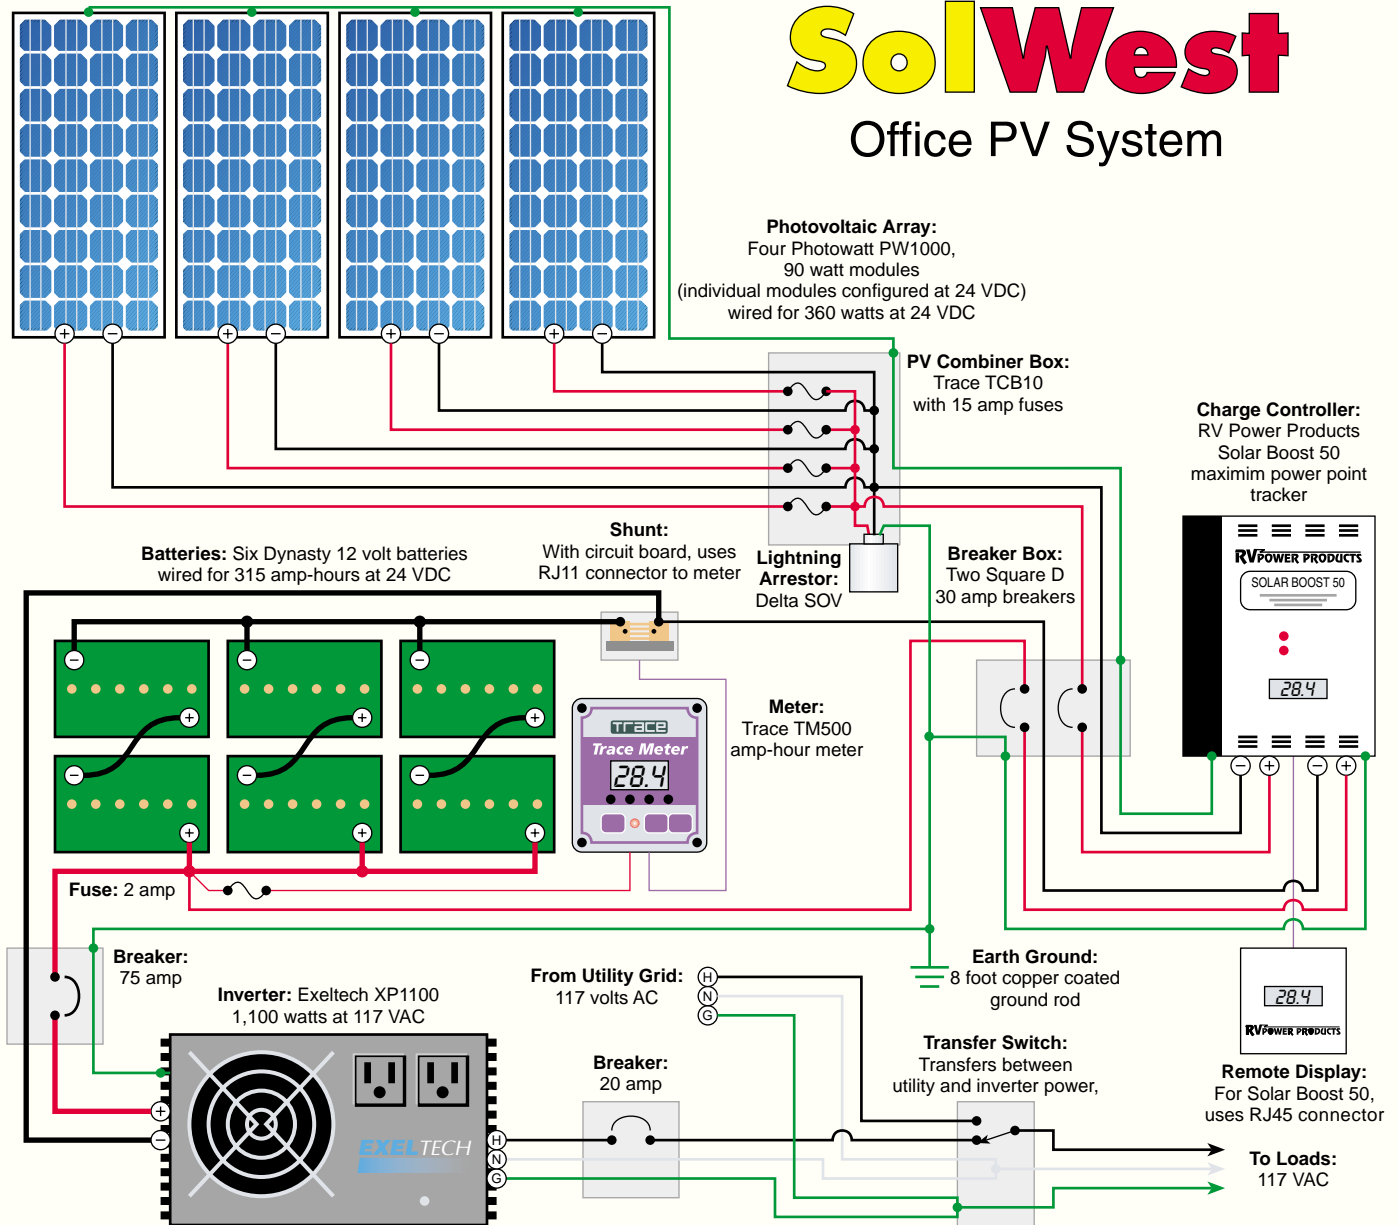 SolWest
Office PV System
Photovoltaic Array:
Four Photowatt PW1000,
90 watt modules
(individual modules configured at 24 VDC)
wired for 360 watts at 24 VDC
+ − + − + − + −
PV Combiner Box:
Trace TCB10
with 15 amp fuses
Charge Controller:
RV Power Products
Solar Boost 50
maximim power point
tracker
Batteries: Six Dynasty 12 volt batteries
wired for 315 amp-hours at 24 VDC
Shunt:
With circuit board, uses
RJ11 connector to meter
Lightning
Arrestor:
Delta SOV
Breaker Box:
Two Square D
30 amp breakers
RV POWER PRODUCTS
SOLAR BOOST 50
28.4
− + − +
− − −
+ + +
− − −
+ + +
Meter:
Trace TM500
amp-hour meter
Trace
Trace Meter
28.4
Fuse: 2 amp
Breaker:
75 amp
Inverter: Exeltech XP1100
1,100 watts at 117 VAC
From Utility Grid:
117 volts AC
H
N
G
Earth Ground:
8 foot copper coated
ground rod
28.4
RV POWER PRODUCTS
Remote Display:
For Solar Boost 50,
uses RJ45 connector
Breaker:
20 amp
Transfer Switch:
Transfers between
utility and inverter power,
+
−
EXELTECH
H
N
G
To Loads:
117 VAC